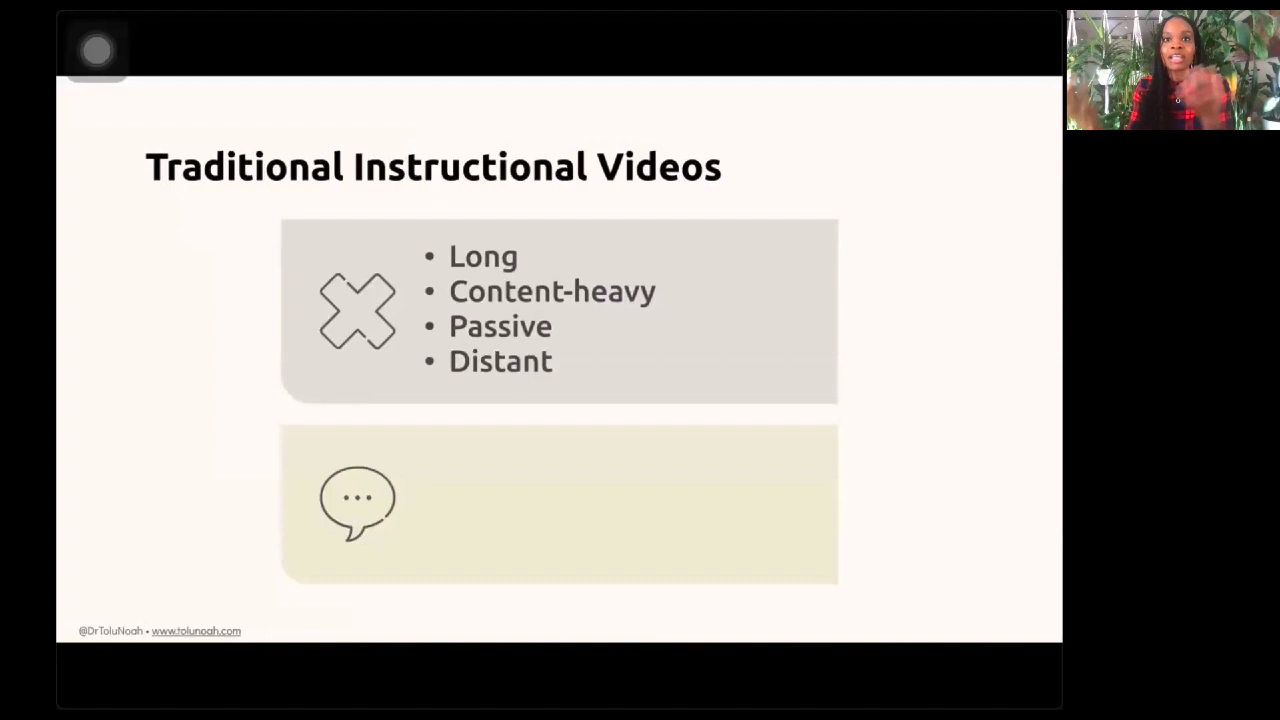 Traditional Instructional Videos
• Long
• Content-heavy
• Passive
• Distant
@DrToluNoah • www.tolunoah.com